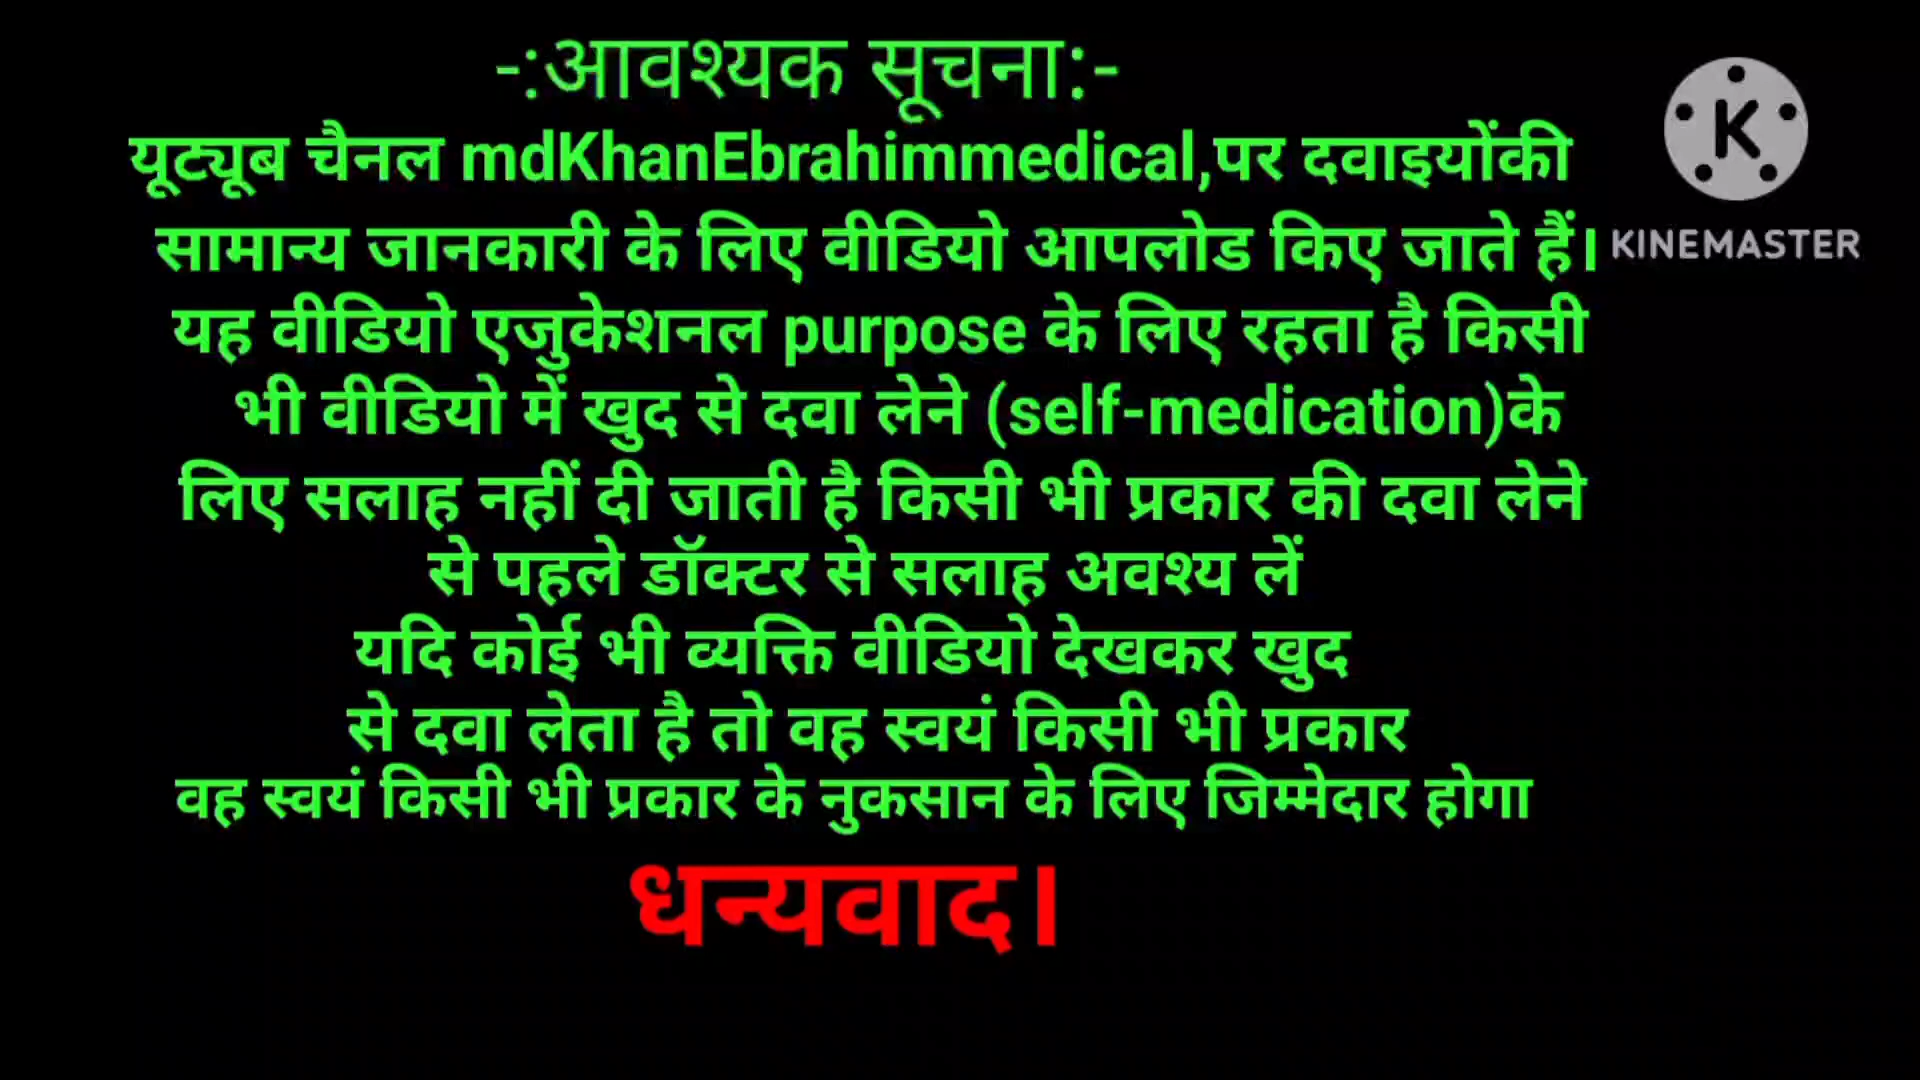 -:आवश्यक सूचना:-
यूट्यूब चैनल mdKhanEbrahimmedical,पर दवाइयोंकी
सामान्य जानकारी के लिए वीडियो आपलोड किए जाते हैं।
यह वीडियो एजुकेशनल purpose के लिए रहता है किसी
भी वीडियो में खुद से दवा लेने (self-medication)के
लिए सलाह नहीं दी जाती है किसी भी प्रकार की दवा लेने
से पहले डॉक्टर से सलाह अवश्य लें
यदि कोई भी व्यक्ति वीडियो देखकर खुद
से दवा लेता है तो वह स्वयं किसी भी प्रकार
वह स्वयं किसी भी प्रकार के नुकसान के लिए जिम्मेदार होगा
धन्यवाद।
K
KINEMASTER